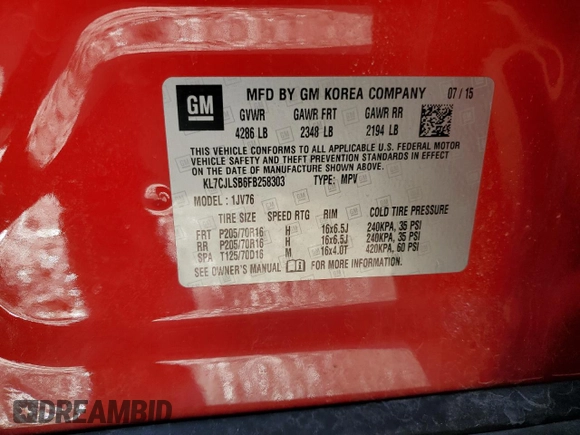 GM
MFD BY GM KOREA COMPANY 07/15
GVWR GAWR FRT GAWR RR
4286 LB 2348 LB 2194 LB
THIS VEHICLE CONFORMS TO ALL APPLICABLE U.S. FEDERAL MOTOR
VEHICLE SAFETY AND THEFT PREVENTION STANDARDS IN EFFECT
ON THE DATE OF MANUFACTURE SHOWN ABOVE.
KL7CJLSB6FB258303 TYPE: MPV
MODEL: 1JV76
TIRE SIZE SPEED RTG RIM COLD TIRE PRESSURE
FRT P205/70R16 H 16x6.5J 240KPA, 35 PSI
RR P205/70R16 H 16x6.5J 240KPA, 35 PSI
SPA T125/70D16 M 16x4.0T 420KPA, 60 PSI
SEE OWNER'S MANUAL FOR MORE INFORMATION.
DREAMBID